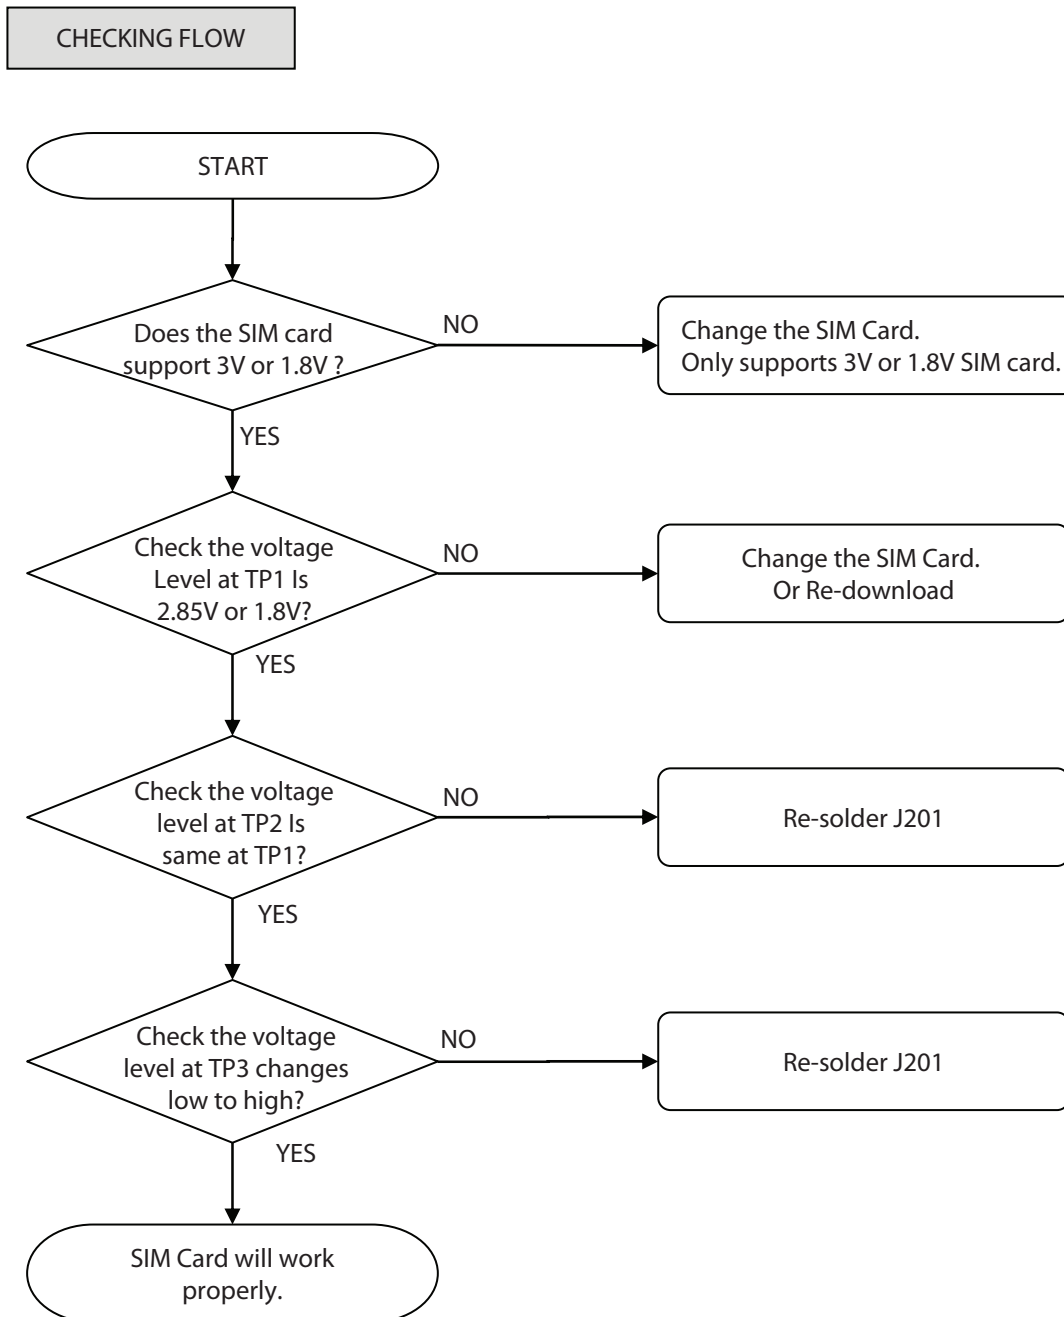 CHECKING FLOW
START
Does the SIM card
support 3V or 1.8V ?
NO
Change the SIM Card.
Only supports 3V or 1.8V SIM card.
YES
Check the voltage
Level at TP1 Is
2.85V or 1.8V?
NO
Change the SIM Card.
Or Re-download
YES
Check the voltage
level at TP2 Is
same at TP1?
NO
Re-solder J201
YES
Check the voltage
level at TP3 changes
low to high?
NO
Re-solder J201
YES
SIM Card will work
properly.